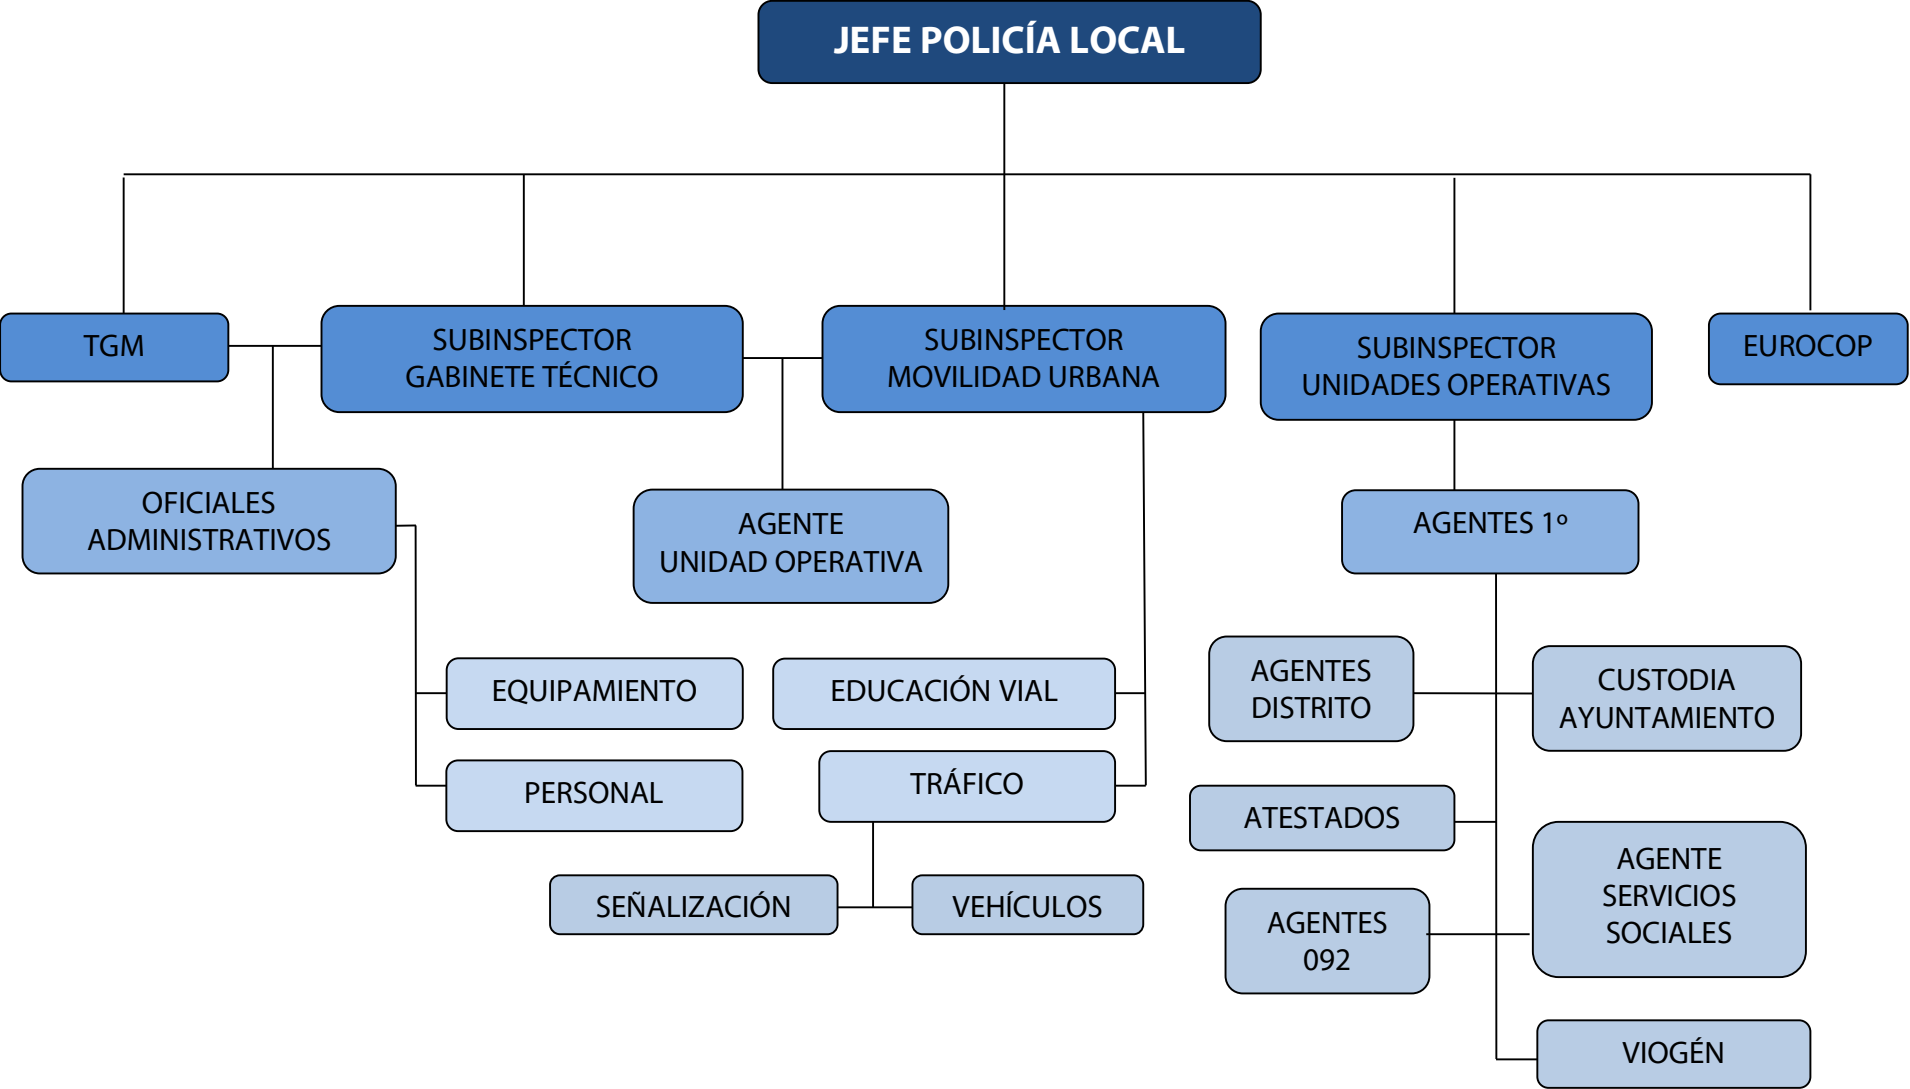 JEFE POLICÍA LOCAL
TGM
SUBINSPECTOR
GABINETE TÉCNICO
SUBINSPECTOR
MOVILIDAD URBANA
SUBINSPECTOR
UNIDADES OPERATIVAS
EUROCOP
OFICIALES
ADMINISTRATIVOS
AGENTE
UNIDAD OPERATIVA
AGENTES 1º
EQUIPAMIENTO
PERSONAL
EDUCACIÓN VIAL
TRÁFICO
SEÑALIZACIÓN
VEHÍCULOS
AGENTES
DISTRITO
CUSTODIA
AYUNTAMIENTO
ATESTADOS
AGENTE
SERVICIOS
SOCIALES
AGENTES
092
VIOGÉN